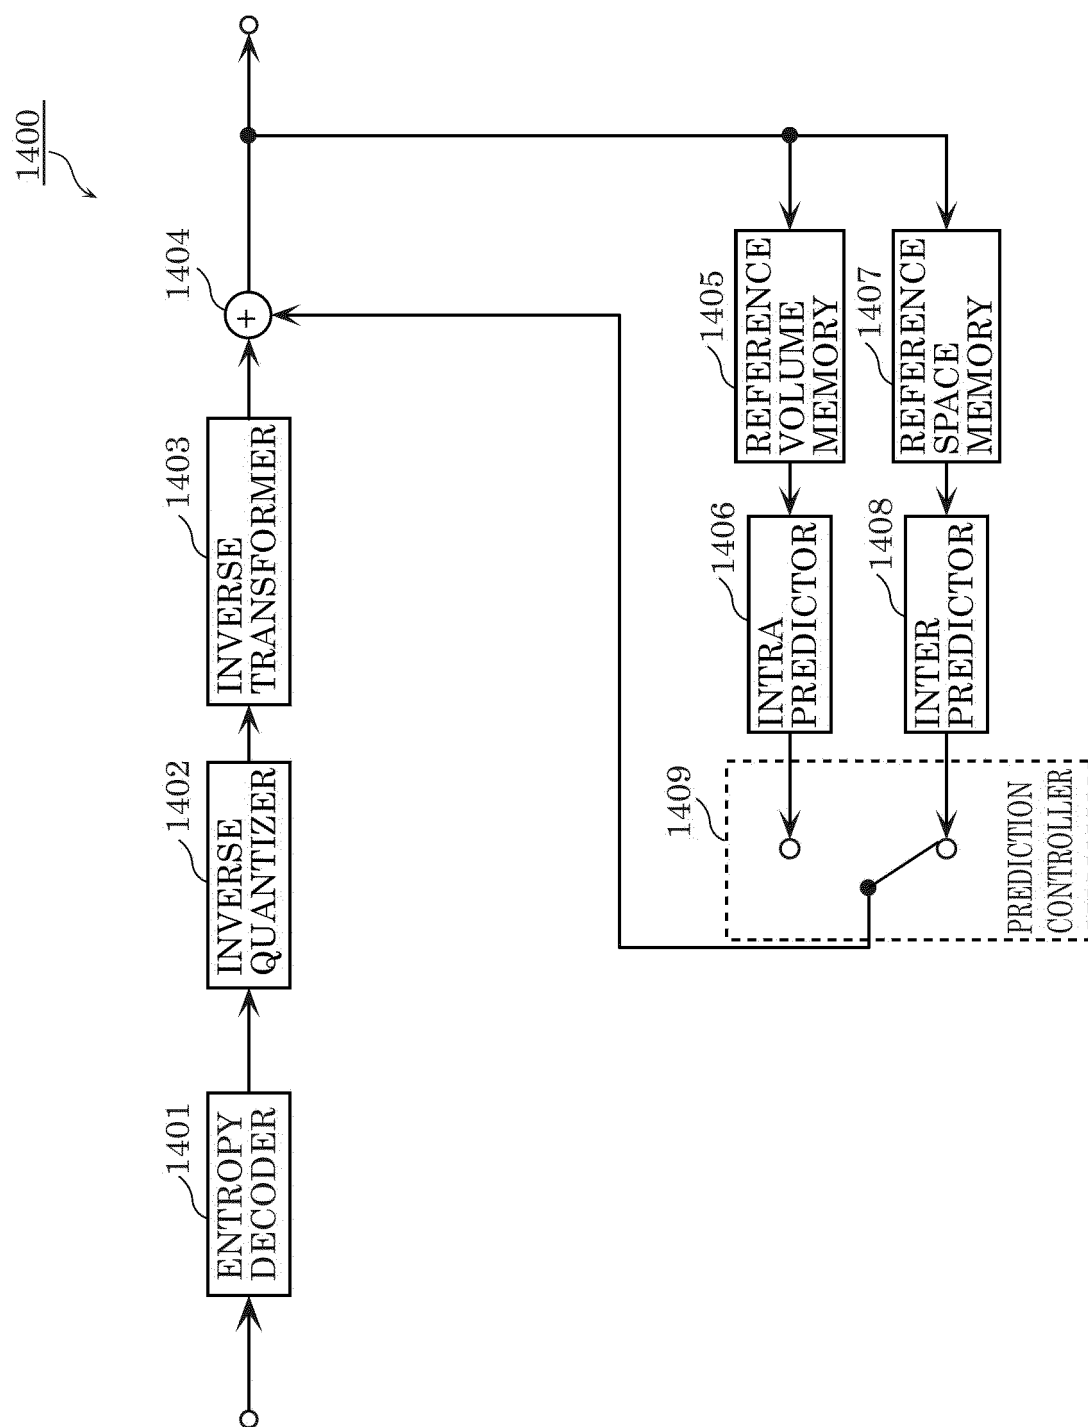 1400
1401
ENTROPY
DECODER
1402
INVERSE
QUANTIZER
1403
INVERSE
TRANSFORMER
1404
+
1409
PREDICTION
CONTROLLER
1406
INTRA
PREDICTOR
1405
REFERENCE
VOLUME
MEMORY
1408
INTER
PREDICTOR
1407
REFERENCE
SPACE
MEMORY